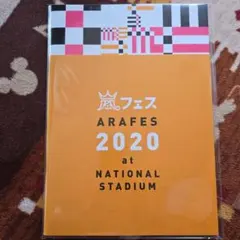 嵐フェス
ARAFES
2020
at
NATIONAL
STADIUM